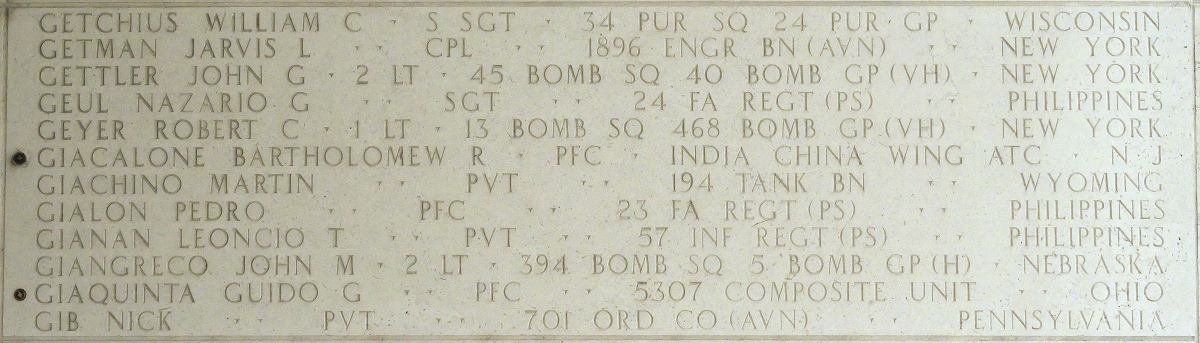 GETCHIUS WILLIAM C · S SGT · 34 PUR SQ 24 PUR GP · WISCONSIN
GETMAN JARVIS L · · CPL · · 1896 ENGR BN (AVN) · · NEW YORK
GETTLER JOHN G · 2 LT · 45 BOMB SQ 40 BOMB GP (VH) · NEW YORK
GEUL NAZARIO G · · SGT · · 24 FA REGT (PS) · · PHILIPPINES
GEYER ROBERT C · 1 LT · 13 BOMB SQ 468 BOMB GP (VH) · NEW YORK
GIACALONE BARTHOLOMEW R · PFC · INDIA CHINA WING ATC · N J
GIACHINO MARTIN · · PVT · · 194 TANK BN · · WYOMING
GIALON PEDRO · · PFC · · 23 FA REGT (PS) · · PHILIPPINES
GIANAN LEONCIO T · · PVT · · 57 INF REGT (PS) · · PHILIPPINES
GIANGRECO JOHN M · 2 LT · 394 BOMB SQ 5 BOMB GP (H) · NEBRASKA
GIAQUINTA GUIDO G · · PFC · · 5307 COMPOSITE UNIT · · OHIO
GIB NICK · · PVT · · 701 ORD CO (AVN) · · PENNSYLVANIA